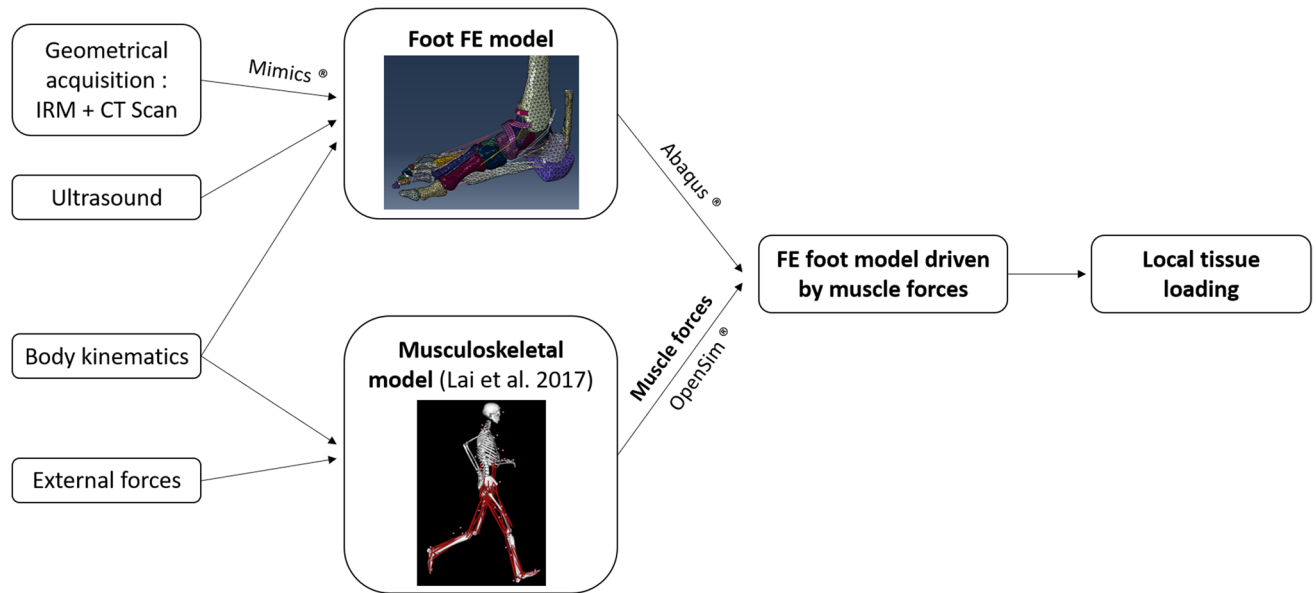 Geometrical
acquisition :
IRM + CT Scan
Mimics ®
Ultrasound
Body kinematics
External forces
Foot FE model
Musculoskeletal
model (Lai et al. 2017)
Abaqus ®
Muscle forces
OpenSim ®
FE foot model driven
by muscle forces
Local tissue
loading